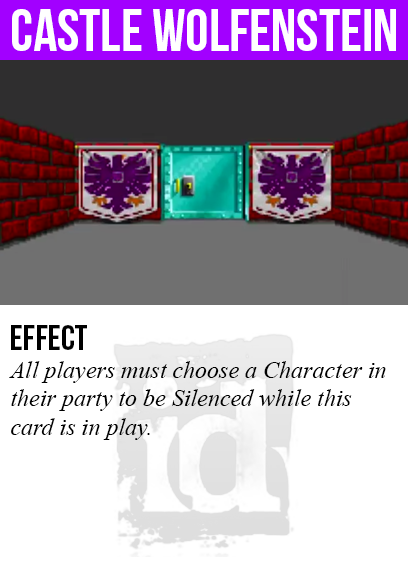 CASTLE WOLFENSTEIN
EFFECT
All players must choose a Character in
their party to be Silenced while this
card is in play.
id